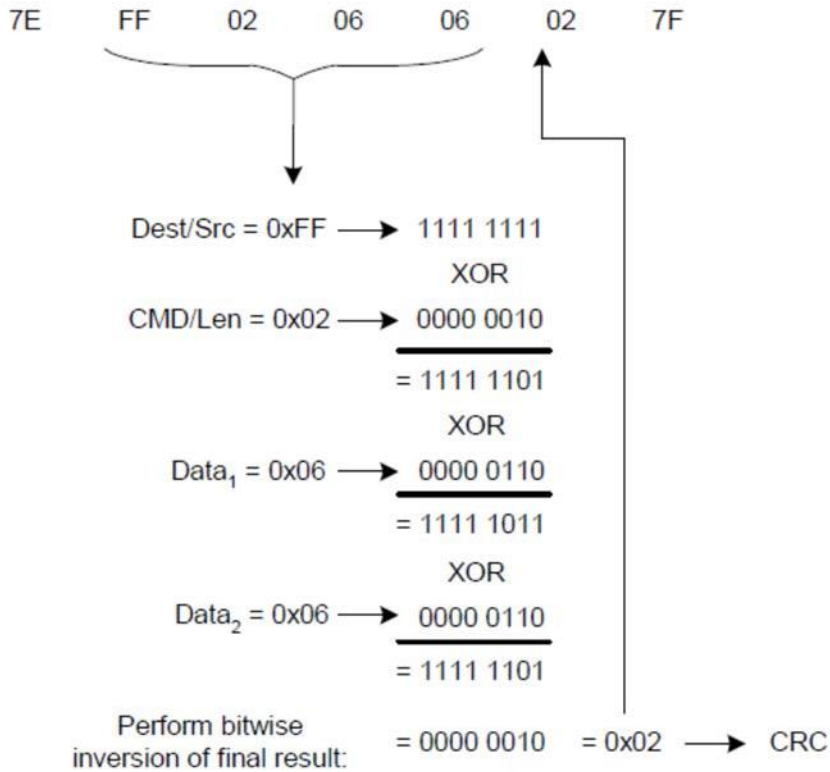 7E FF 02 06 06 02 7F
Dest/Src = 0xFF 1111 1111
XOR
CMD/Len = 0x02 0000 0010
= 1111 1101
XOR
Data₁ = 0x06 0000 0110
= 1111 1011
XOR
Data₂ = 0x06 0000 0110
= 1111 1101
Perform bitwise
inversion of final result: = 0000 0010 = 0x02 CRC